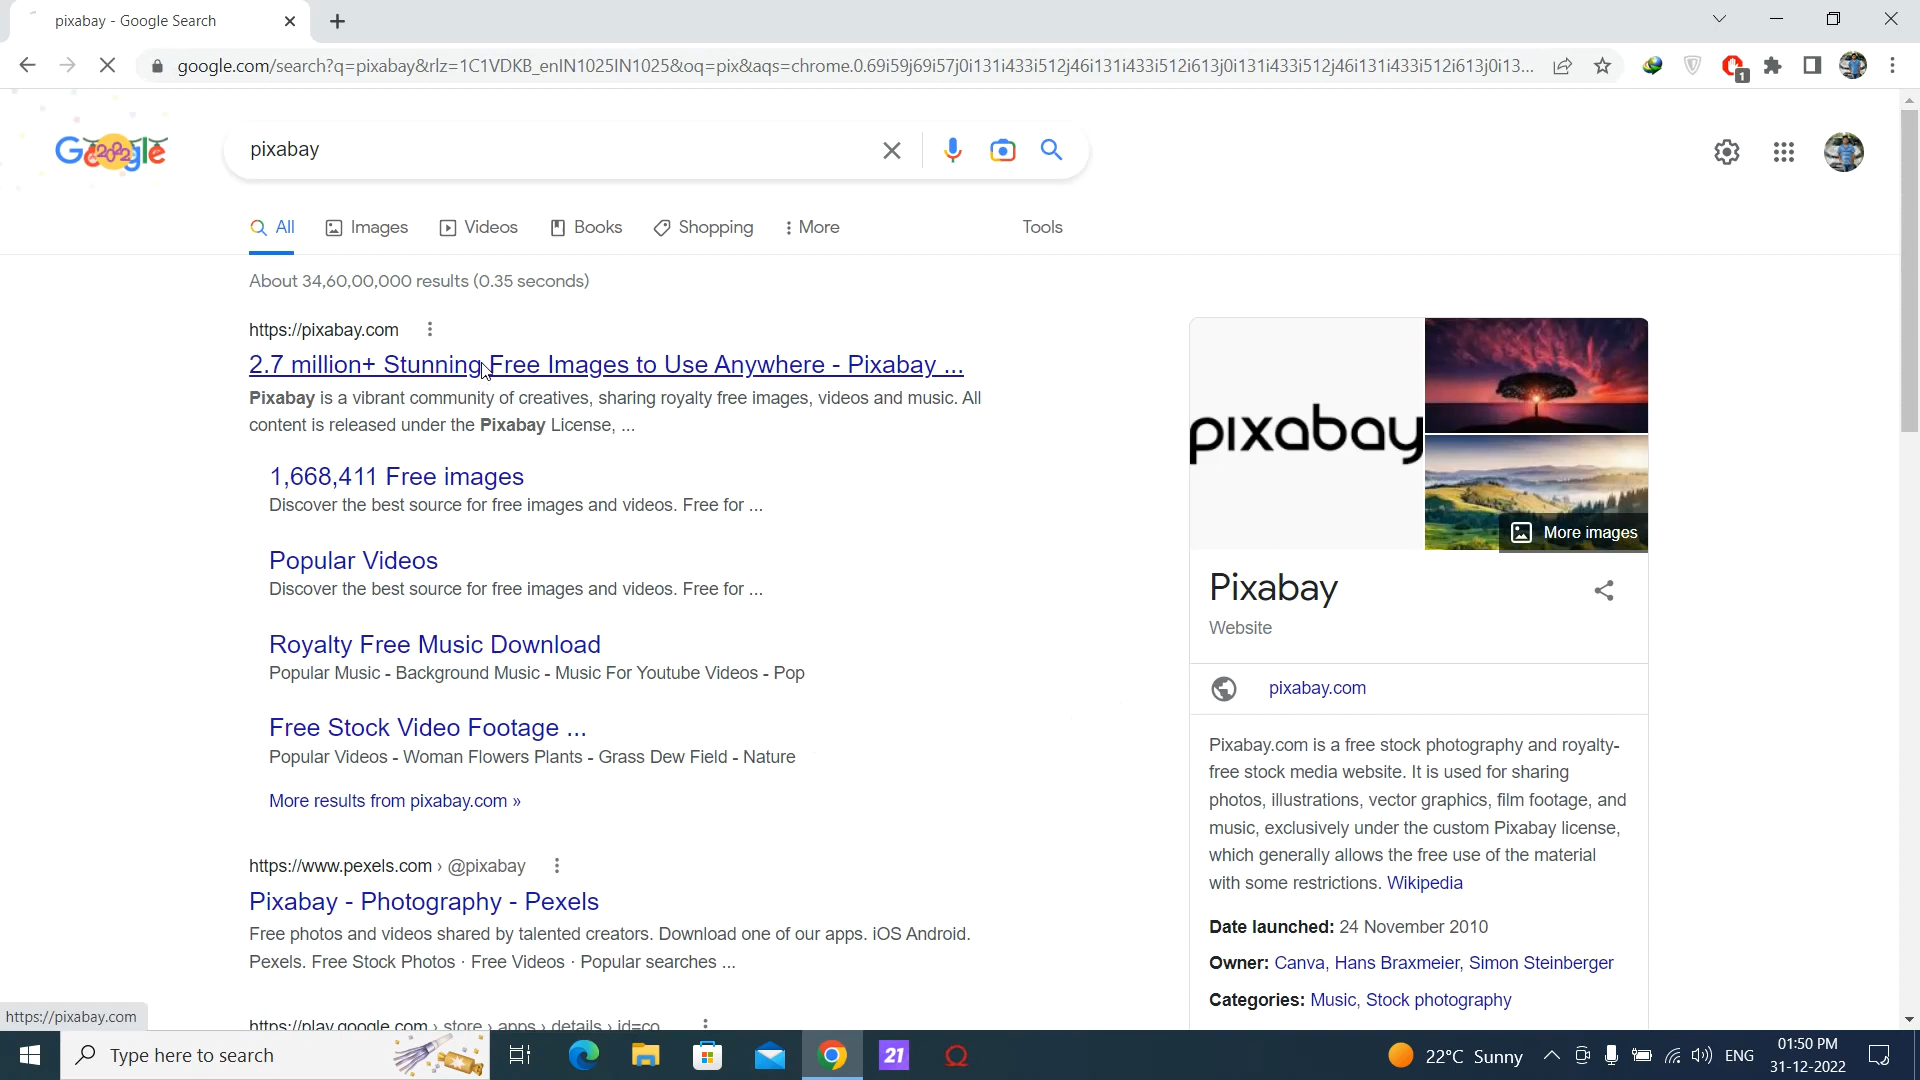 pixabay - Google Search
google.com/search?q=pixabay&rlz=1C1VDKB_enIN1025IN1025&oq=pix&aqs=chrome.0.69i59j69i57j0i131i433i512j46i131i433i512i613j0i131i433i512j46i131i433i512i613j0i13...
1
Google
2022
pixabay
All
Images
Videos
Books
Shopping
More
Tools
About 34,60,00,000 results (0.35 seconds)
https://pixabay.com
2.7 million+ Stunning Free Images to Use Anywhere - Pixabay ...
Pixabay is a vibrant community of creatives, sharing royalty free images, videos and music. All
content is released under the Pixabay License, ...
1,668,411 Free images
Discover the best source for free images and videos. Free for ...
Popular Videos
Discover the best source for free images and videos. Free for ...
Royalty Free Music Download
Popular Music - Background Music - Music For Youtube Videos - Pop
Free Stock Video Footage ...
Popular Videos - Woman Flowers Plants - Grass Dew Field - Nature
More results from pixabay.com »
https://www.pexels.com › @pixabay
Pixabay - Photography - Pexels
Free photos and videos shared by talented creators. Download one of our apps. iOS Android.
Pexels. Free Stock Photos · Free Videos · Popular searches ...
https://play.google.com › store › apps › details › id=co...
pixabay
More images
Pixabay
Website
pixabay.com
Pixabay.com is a free stock photography and royalty-
free stock media website. It is used for sharing
photos, illustrations, vector graphics, film footage, and
music, exclusively under the custom Pixabay license,
which generally allows the free use of the material
with some restrictions. Wikipedia
Date launched: 24 November 2010
Owner: Canva, Hans Braxmeier, Simon Steinberger
Categories: Music, Stock photography
https://pixabay.com
Type here to search
21
22°C Sunny
ENG
01:50 PM
31-12-2022